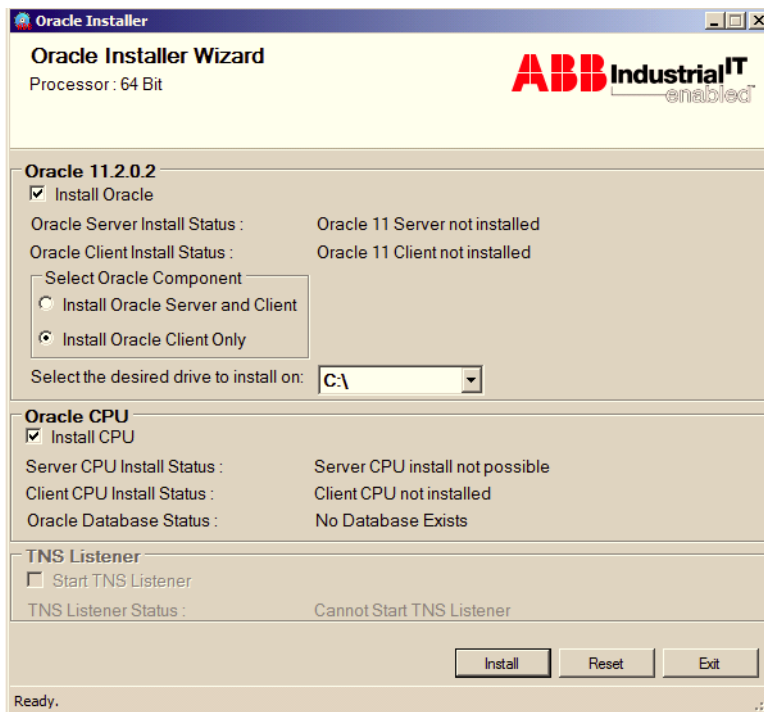 Oracle Installer
Oracle Installer Wizard
Processor : 64 Bit
ABB Industrial IT
enabled™
Oracle 11.2.0.2
Install Oracle
Oracle Server Install Status : Oracle 11 Server not installed
Oracle Client Install Status : Oracle 11 Client not installed
Select Oracle Component
Install Oracle Server and Client
Install Oracle Client Only
Select the desired drive to install on: C:\
Oracle CPU
Install CPU
Server CPU Install Status : Server CPU install not possible
Client CPU Install Status : Client CPU not installed
Oracle Database Status : No Database Exists
TNS Listener
Start TNS Listener
TNS Listener Status : Cannot Start TNS Listener
Install Reset Exit
Ready.